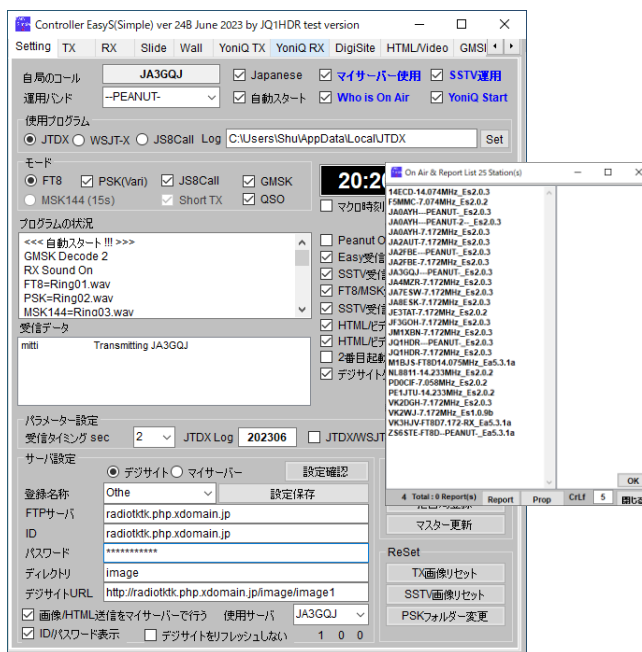 Controller EasyS(Simple) ver 24B June 2023 by JQ1HDR test version
Setting TX RX Slide Wall YoniQ TX YoniQ RX DigiSite HTML/Video GMSI
自局のコール JA3GQJ Japanese マイサーバー使用 SSTV運用
運用バンド --PEANUT- 自動スタート Who is On Air YoniQ Start
使用プログラム
JTDX WSJT-X JS8Call Log C:\Users\Shu\AppData\Local\JTDX Set
モード
FT8 PSK(Vari) JS8Call GMSK
MSK144 (15s) Short TX QSO
20:2
マクロ時刻
プログラムの状況
<<< 自動スタート !!! >>>
GMSK Decode
RX Sound On
FT8=Ring01.wav
PSK=Ring02.wav
MSK144=Ring03.wav
Peanut O
Easy受信
SSTV受信
FT8/MSK
SSTV受信
HTML/ビデ
HTML/ビデ
2番目起動
デジサイト
受信データ
mitti Transmitting JA3GQJ
On Air & Report List 25 Station(s)
14ECD-14.074MHz_Es2.0.3
F5MMC-7.074MHz_Es2.0.2
JA0AYH---PEANUT-_Es2.0.3
JA0AYH---PEANUT-2--_Es2.0.3
JA0AYH-7.172MHz_Es2.0.3
JA2AUT-7.172MHz_Es2.0.3
JA2FBE---PEANUT-_Es2.0.3
JA2FBE-7.172MHz_Es2.0.3
JA3GQJ---PEANUT-_Es2.0.3
JA4MZR-7.172MHz_Es2.0.3
JA7ESW-7.172MHz_Es2.0.3
JA8ESK-7.172MHz_Es2.0.3
JE3TAT-7.172MHz_Es2.0.2
JF3GOH-7.172MHz_Es2.0.3
JM1XBN-7.172MHz_Es2.0.3
JQ1HDR---PEANUT-_Es2.0.3
JQ1HDR-7.172MHz_Es2.0.3
M1BJS-FT8D14.075MHz_Ea5.3.1a
NL8811-14.233MHz_Es2.0.2
PD0CIF-7.058MHz_Es2.0.2
PE1JTU-14.233MHz_Es2.0.2
VK2DGH-7.172MHz_Es2.0.3
VK2WJ-7.172MHz_Es1.0.9b
VK3HJV-FT8D7.172-RX_Ea5.3.1a
ZS6STE-FT8D--PEANUT-_Ea5.3.1a
OK
4 Total : 0 Report(s) Report Prop CrLf 5 閉じる
パラメーター設定
受信タイミング sec 2 JTDX Log 202306 JTDX/WSJT
サーバ設定
デジサイト マイサーバー 設定確認
登録名称 Othe 設定保存
FTPサーバ radiotktk.php.xdomain.jp
ID radiotktk.php.xdomain.jp
パスワード ***********
ディレクトリ image
デジサイトURL http://radiotktk.php.xdomain.jp/image/image1
画像/HTML送信をマイサーバーで行う 使用サーバ JA3GQJ
ID/パスワード表示 デジサイトをリフレッシュしない 1 0 0
マスター更新
ReSet
TX画像リセット
SSTV画像リセット
PSKフォルダー変更